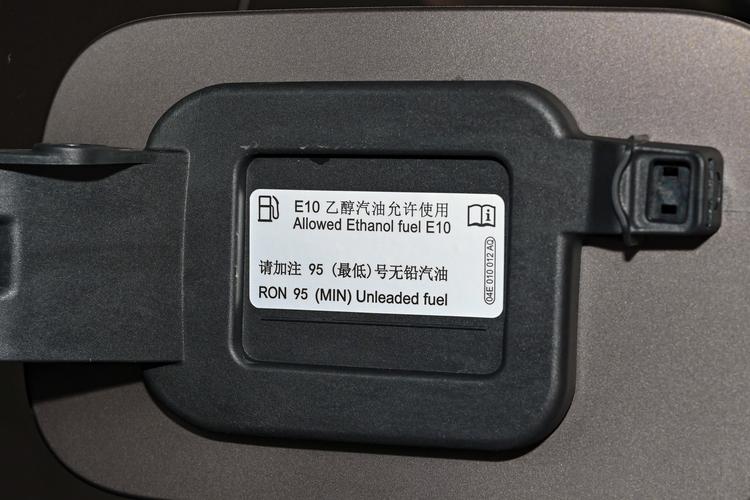 E10 乙醇汽油允许使用
Allowed Ethanol fuel E10
请加注 95 (最低)号无铅汽油
RON 95 (MIN) Unleaded fuel
04E 010 012 AQ